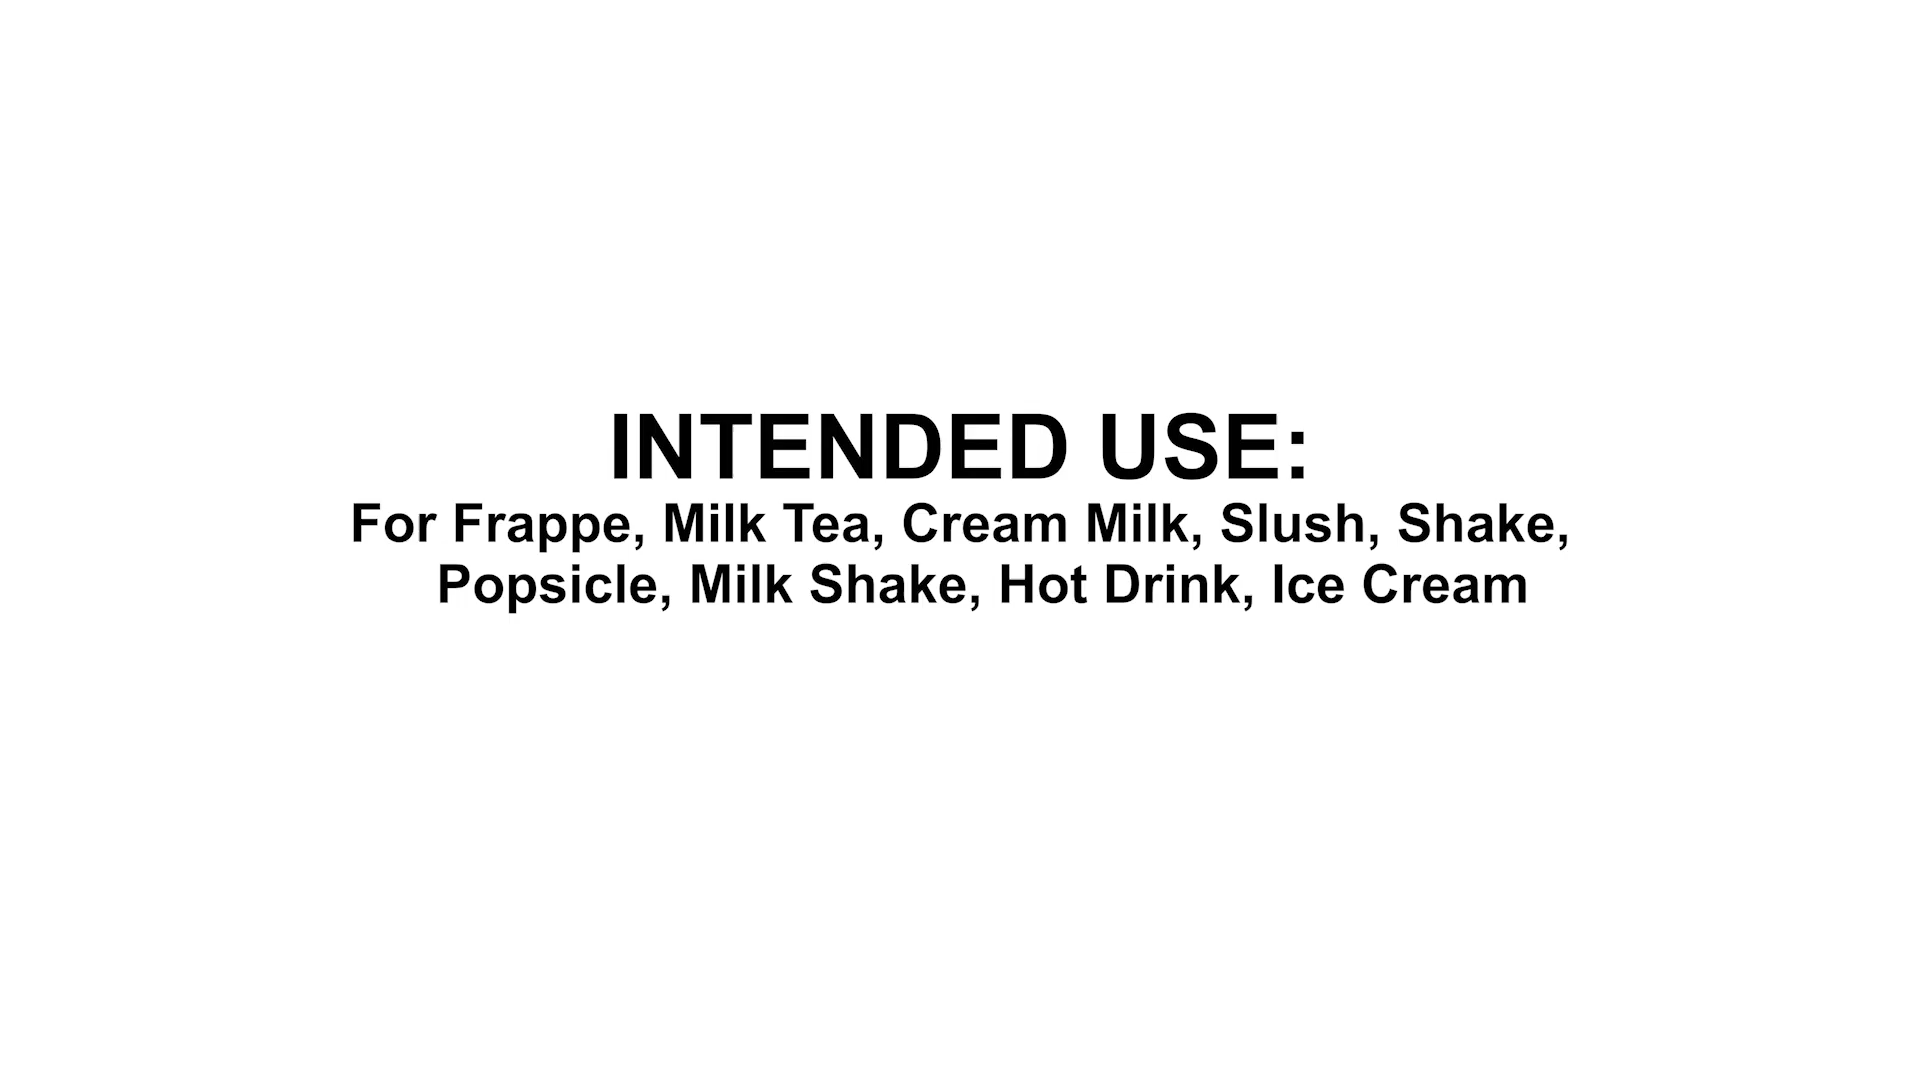 INTENDED USE:
For Frappe, Milk Tea, Cream Milk, Slush, Shake,
Popsicle, Milk Shake, Hot Drink, Ice Cream